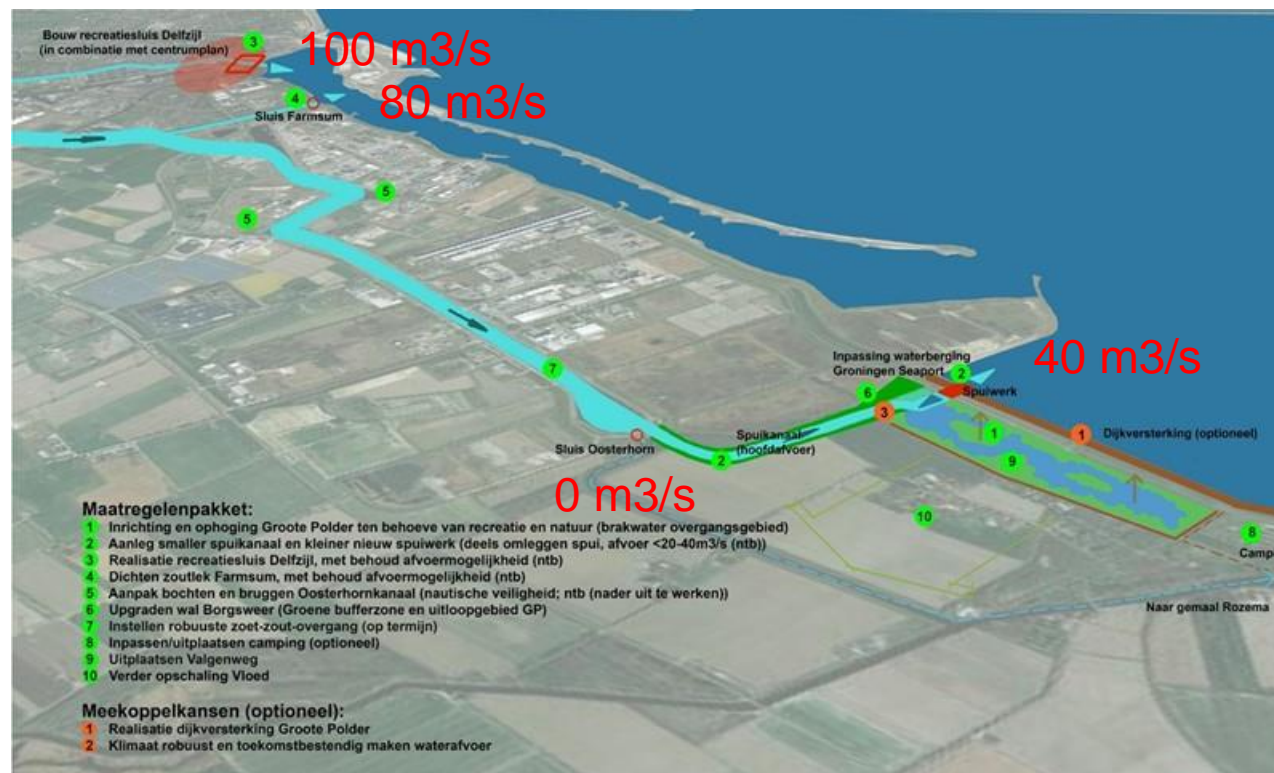 Bouw recreatiesluis Delfzijl
(in combinatie met centrumplan)
3
100 m3/s
4
80 m3/s
Sluis Farmsum
5
5
Inpassing waterberging
Groningen Seaport
40 m3/s
2
6
Spuiwerk
3
7
1
1
Dijkversterking (optioneel)
Sluis Oosterhorn
Spuikanaal
(hoofdafvoer)
2
9
0 m3/s
10
8
Camp
Naar gemaal Rozema
Maatregelenpakket:
1 Inrichting en ophoging Groote Polder ten behoeve van recreatie en natuur (brakwater overgangsgebied)
2 Aanleg smaller spuikanaal en kleiner nieuw spuiwerk (deels omleggen spui, afvoer <20-40m3/s (ntb))
3 Realisatie recreatiesluis Delfzijl, met behoud afvoermogelijkheid (ntb)
4 Dichten zoutlek Farmsum, met behoud afvoermogelijkheid (ntb)
5 Aanpak bochten en bruggen Oosterhornkanaal (nautische veiligheid; ntb (nader uit te werken))
6 Upgraden wal Borgsweer (Groene bufferzone en uitloopgebied GP)
7 Instellen robuuste zoet-zout-overgang (op termijn)
8 Inpassen/uitplaatsen camping (optioneel)
9 Uitplaatsen Valgenweg
10 Verder opschaling Vloed
Meekoppelkansen (optioneel):
1 Realisatie dijkversterking Groote Polder
2 Klimaat robuust en toekomstbestendig maken waterafvoer